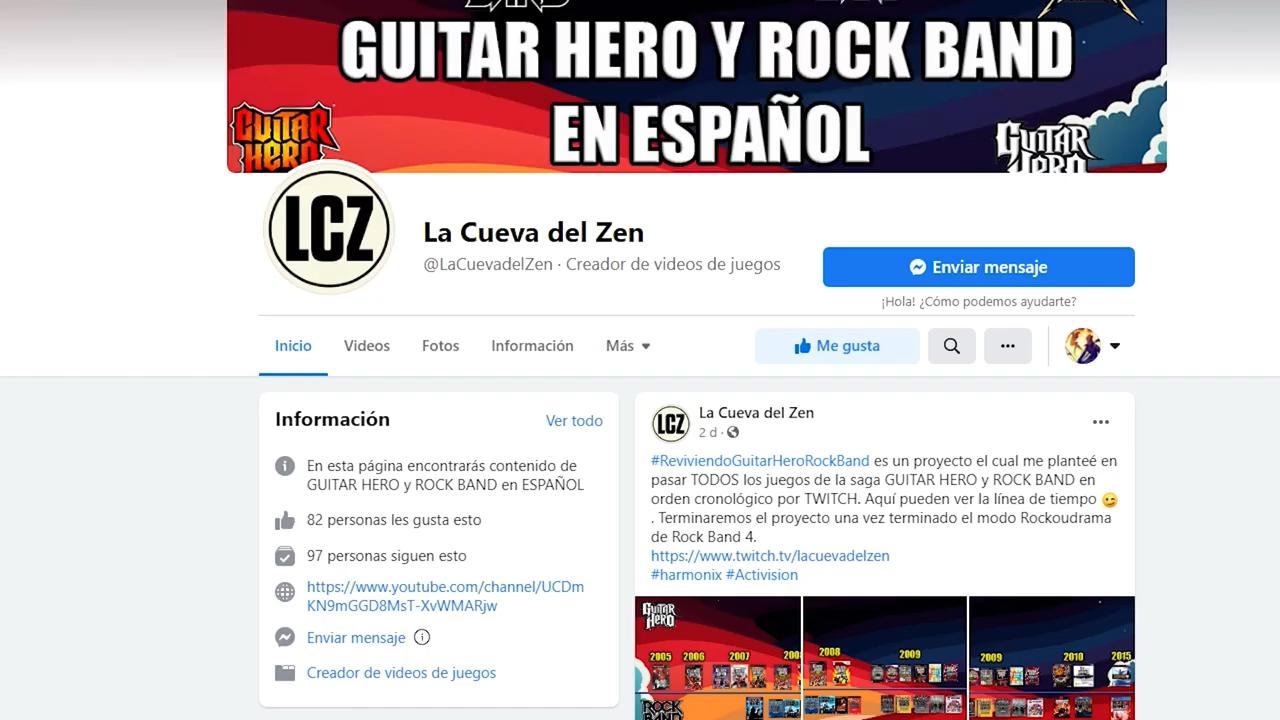 GUITAR HERO Y ROCK BAND
EN ESPAÑOL
GUITAR
HERO
GUITAR
HERO
LCZ
La Cueva del Zen
@LaCuevadelZen · Creador de videos de juegos
Enviar mensaje
¡Hola! ¿Cómo podemos ayudarte?
Inicio
Videos
Fotos
Información
Más
Me gusta
Información
Ver todo
En esta página encontrarás contenido de
GUITAR HERO y ROCK BAND en ESPAÑOL
82 personas les gusta esto
97 personas siguen esto
https://www.youtube.com/channel/UCDm
KN9mGGD8MsT-XvWMARjw
Enviar mensaje
Creador de videos de juegos
LCZ
La Cueva del Zen
2 d ·
#ReviviendoGuitarHeroRockBand es un proyecto el cual me planteé en
pasar TODOS los juegos de la saga GUITAR HERO y ROCK BAND en
orden cronológico por TWITCH. Aquí pueden ver la línea de tiempo 😉
. Terminaremos el proyecto una vez terminado el modo Rockoudrama
de Rock Band 4.
https://www.twitch.tv/lacuevadelzen
#harmonix #Activision
GUITAR
HERO
2005 2006 2007 2008
2008 2009
2009 2010 2015
ROCK
BAND